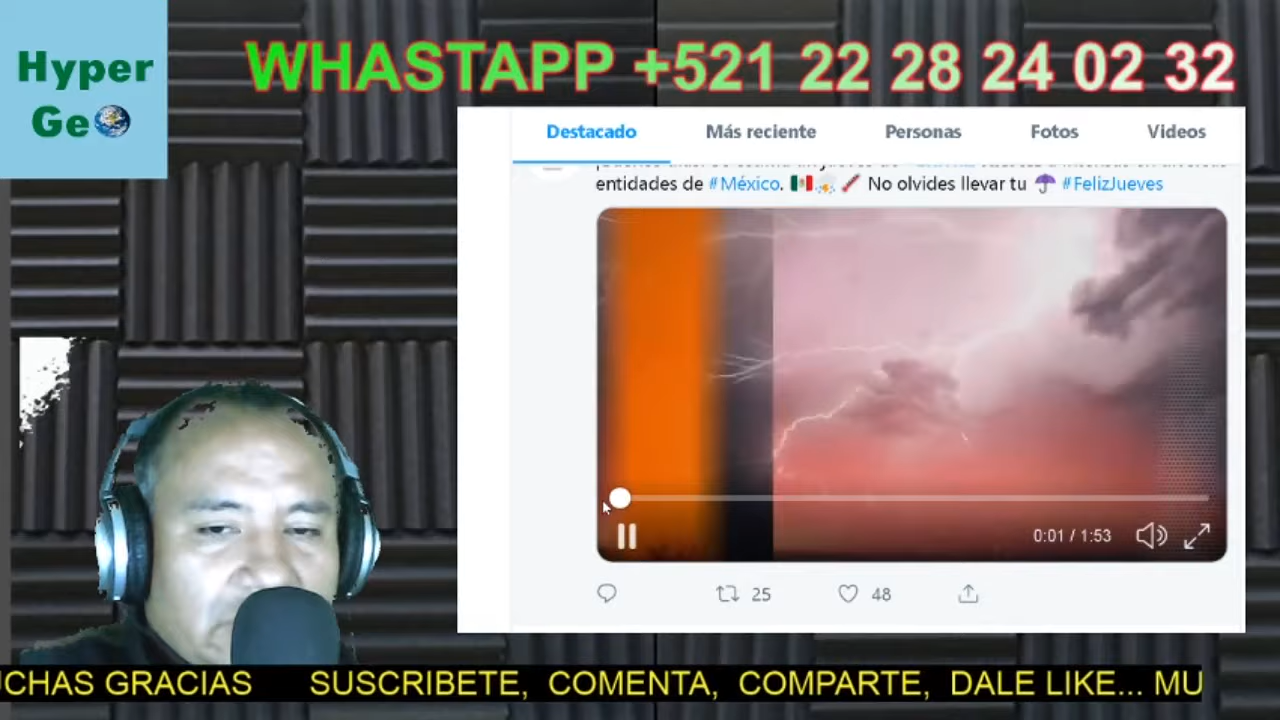 Hyper
Ge
WHASTAPP +521 22 28 24 02 32
Destacado Más reciente Personas Fotos Videos
entidades de #México. No olvides llevar tu #FelizJueves
0:01 / 1:53
25 48
UCHAS GRACIAS SUSCRIBETE, COMENTA, COMPARTE, DALE LIKE... MU